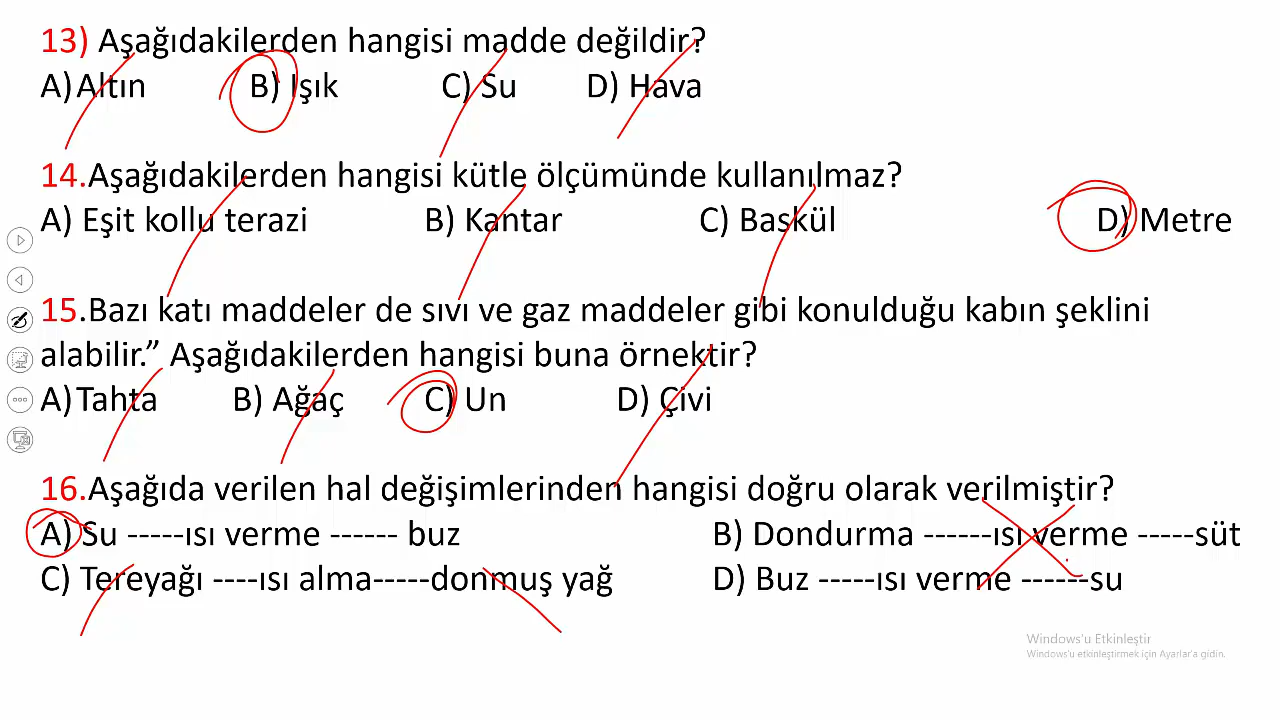 13) Aşağıdakilerden hangisi madde değildir?
A) Altın B) Işık C) Su D) Hava
14.Aşağıdakilerden hangisi kütle ölçümünde kullanılmaz?
A) Eşit kollu terazi B) Kantar C) Baskül D) Metre
15.Bazı katı maddeler de sıvı ve gaz maddeler gibi konulduğu kabın şeklini
alabilir.” Aşağıdakilerden hangisi buna örnektir?
A) Tahta B) Ağaç C) Un D) Çivi
16.Aşağıda verilen hal değişimlerinden hangisi doğru olarak verilmiştir?
A) Su -----ısı verme ------ buz B) Dondurma ------ısı verme -----süt
C) Tereyağı ----ısı alma-----donmuş yağ D) Buz -----ısı verme ------su
Windows'u Etkinleştir
Windows'u etkinleştirmek için Ayarlar'a gidin.